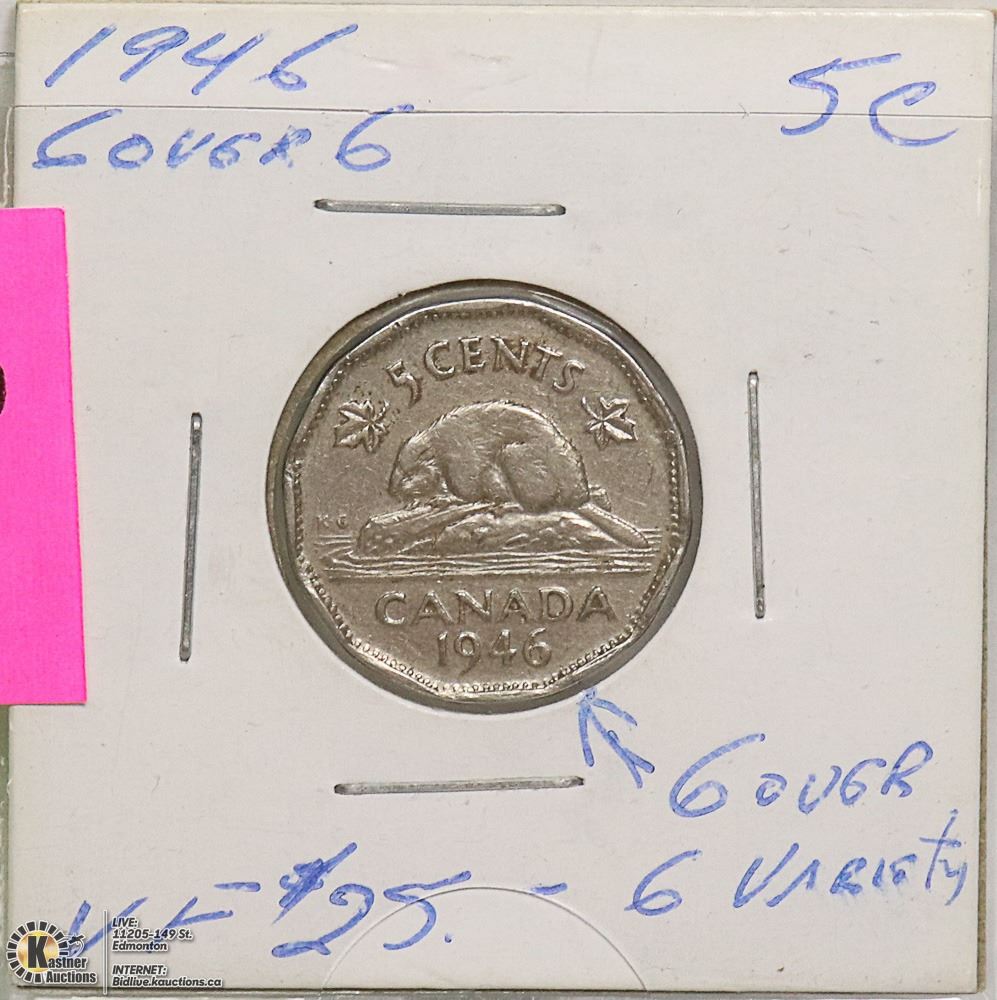 1946
5C
6 OVER 6
5 CENTS
KG
CANADA
1946
6 OVER
6 VARIETY
VF - $25. -
Kastner
Auctions
LIVE:
11205-149 St.
Edmonton
INTERNET:
Bidlive.kauctions.ca